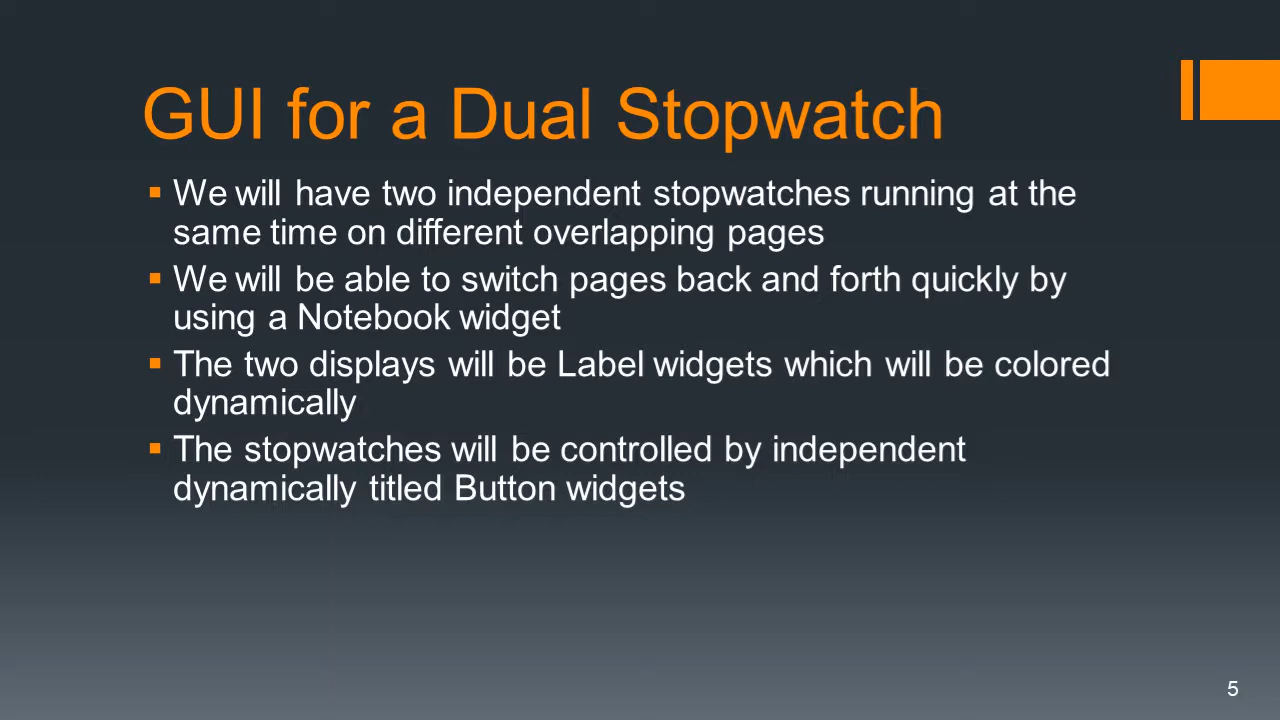 GUI for a Dual Stopwatch
▪ We will have two independent stopwatches running at the
same time on different overlapping pages
▪ We will be able to switch pages back and forth quickly by
using a Notebook widget
▪ The two displays will be Label widgets which will be colored
dynamically
▪ The stopwatches will be controlled by independent
dynamically titled Button widgets
5